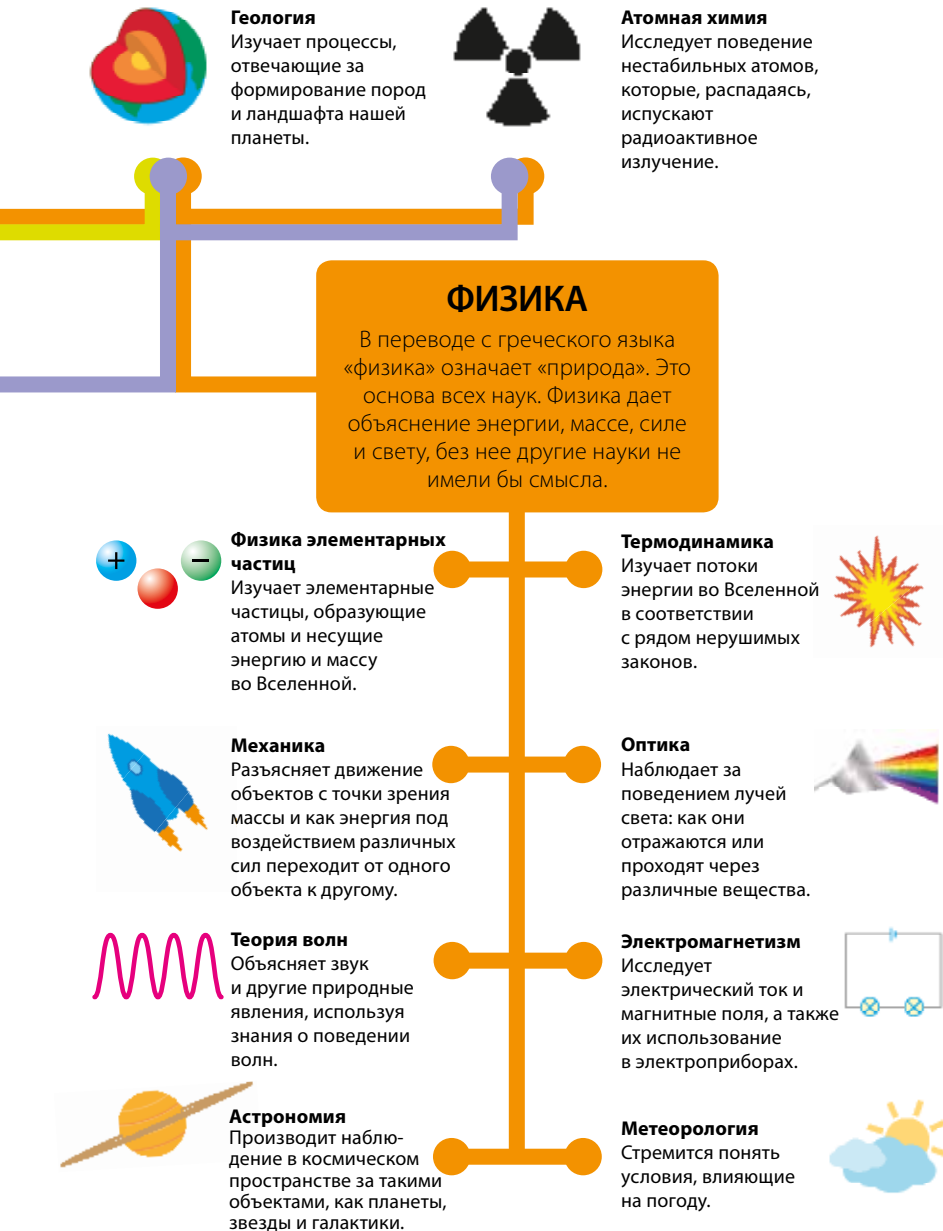 Геология
Изучает процессы,
отвечающие за
формирование пород
и ландшафта нашей
планеты.
Атомная химия
Исследует поведение
нестабильных атомов,
которые, распадаясь,
испускают
радиоактивное
излучение.
ФИЗИКА
В переводе с греческого языка
«физика» означает «природа». Это
основа всех наук. Физика дает
объяснение энергии, массе, силе
и свету, без нее другие науки не
имели бы смысла.
+
−
Физика элементарных
частиц
Изучает элементарные
частицы, образующие
атомы и несущие
энергию и массу
во Вселенной.
Термодинамика
Изучает потоки
энергии во Вселенной
в соответствии
с рядом нерушимых
законов.
Механика
Разъясняет движение
объектов с точки зрения
массы и как энергия под
воздействием различных
сил переходит от одного
объекта к другому.
Оптика
Наблюдает за
поведением лучей
света: как они
отражаются или
проходят через
различные вещества.
Теория волн
Объясняет звук
и другие природные
явления, используя
знания о поведении
волн.
Электромагнетизм
Исследует
электрический ток и
магнитные поля, а также
их использование
в электроприборах.
Астрономия
Производит наблю-
дение в космическом
пространстве за такими
объектами, как планеты,
звезды и галактики.
Метеорология
Стремится понять
условия, влияющие
на погоду.